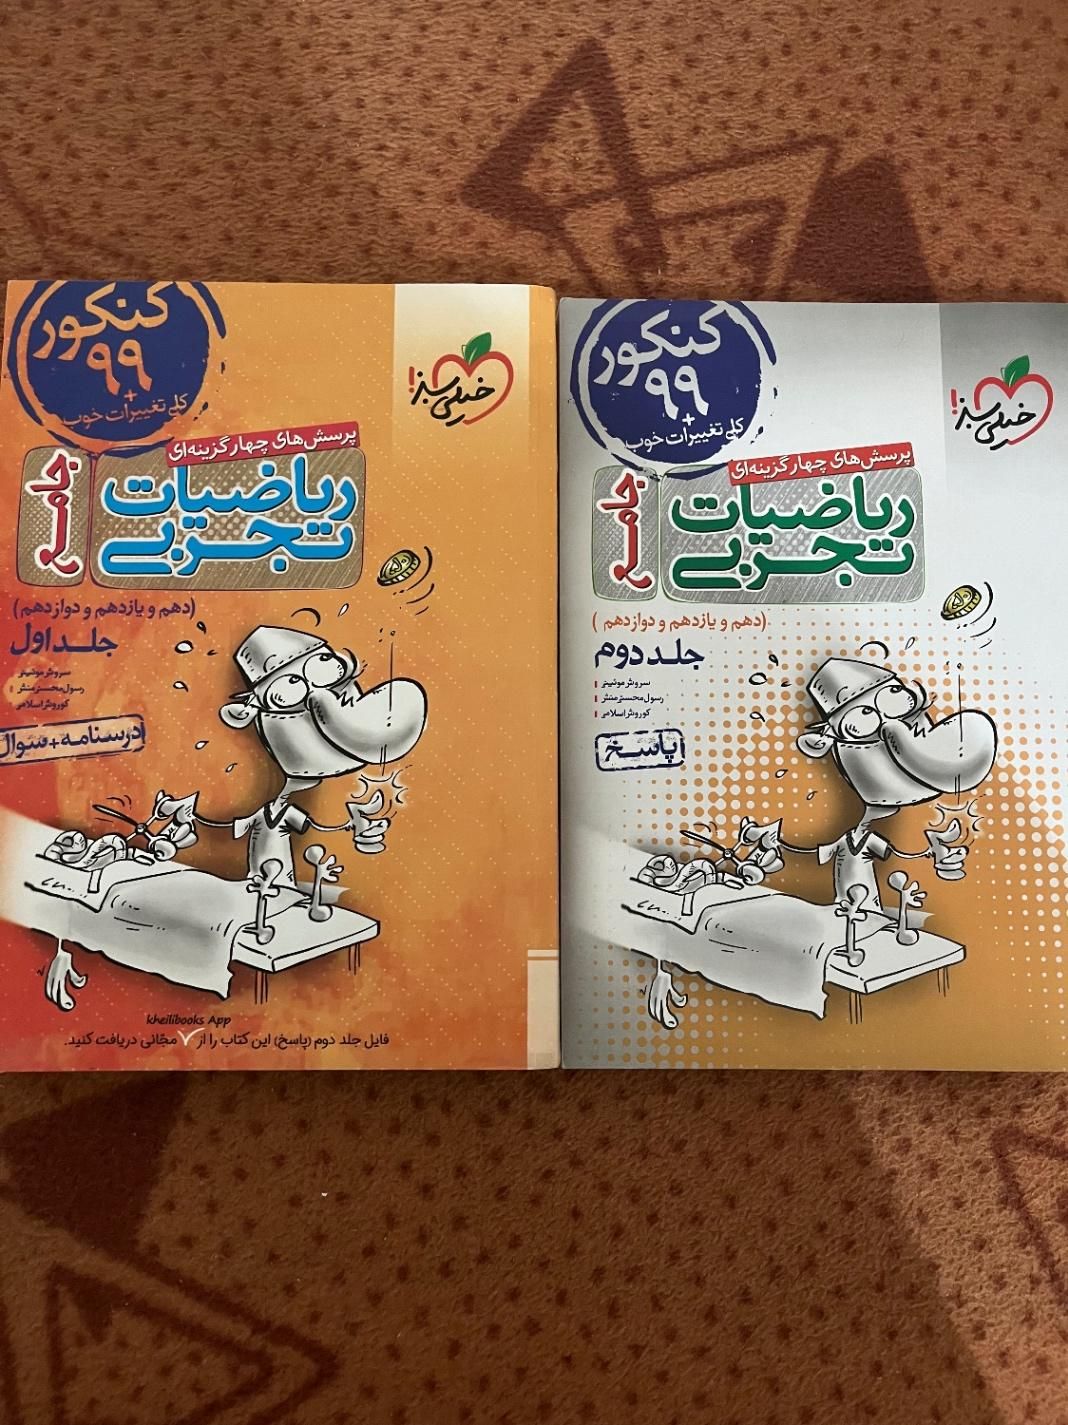 کنکور
۹۹
+
کلی تغییرات خوب
خیلی سبز!
پرسش‌های چهارگزینه‌ای
ریاضیات
تجربی
جامع
(دهم و یازدهم و دوازدهم)
جلد اول
سروش موئینی
رسول محسنی‌منش
کوروش اسلامی
درسنامه + سوال
۵۰
kheilibooks App
فایل جلد دوم (پاسخ) این کتاب را از مجانی دریافت کنید.
کنکور
۹۹
+
کلی تغییرات خوب
خیلی سبز!
پرسش‌های چهارگزینه‌ای
ریاضیات
تجربی
جامع
(دهم و یازدهم و دوازدهم)
جلد دوم
سروش موئینی
رسول محسنی‌منش
کوروش اسلامی
پاسخ
۵۰